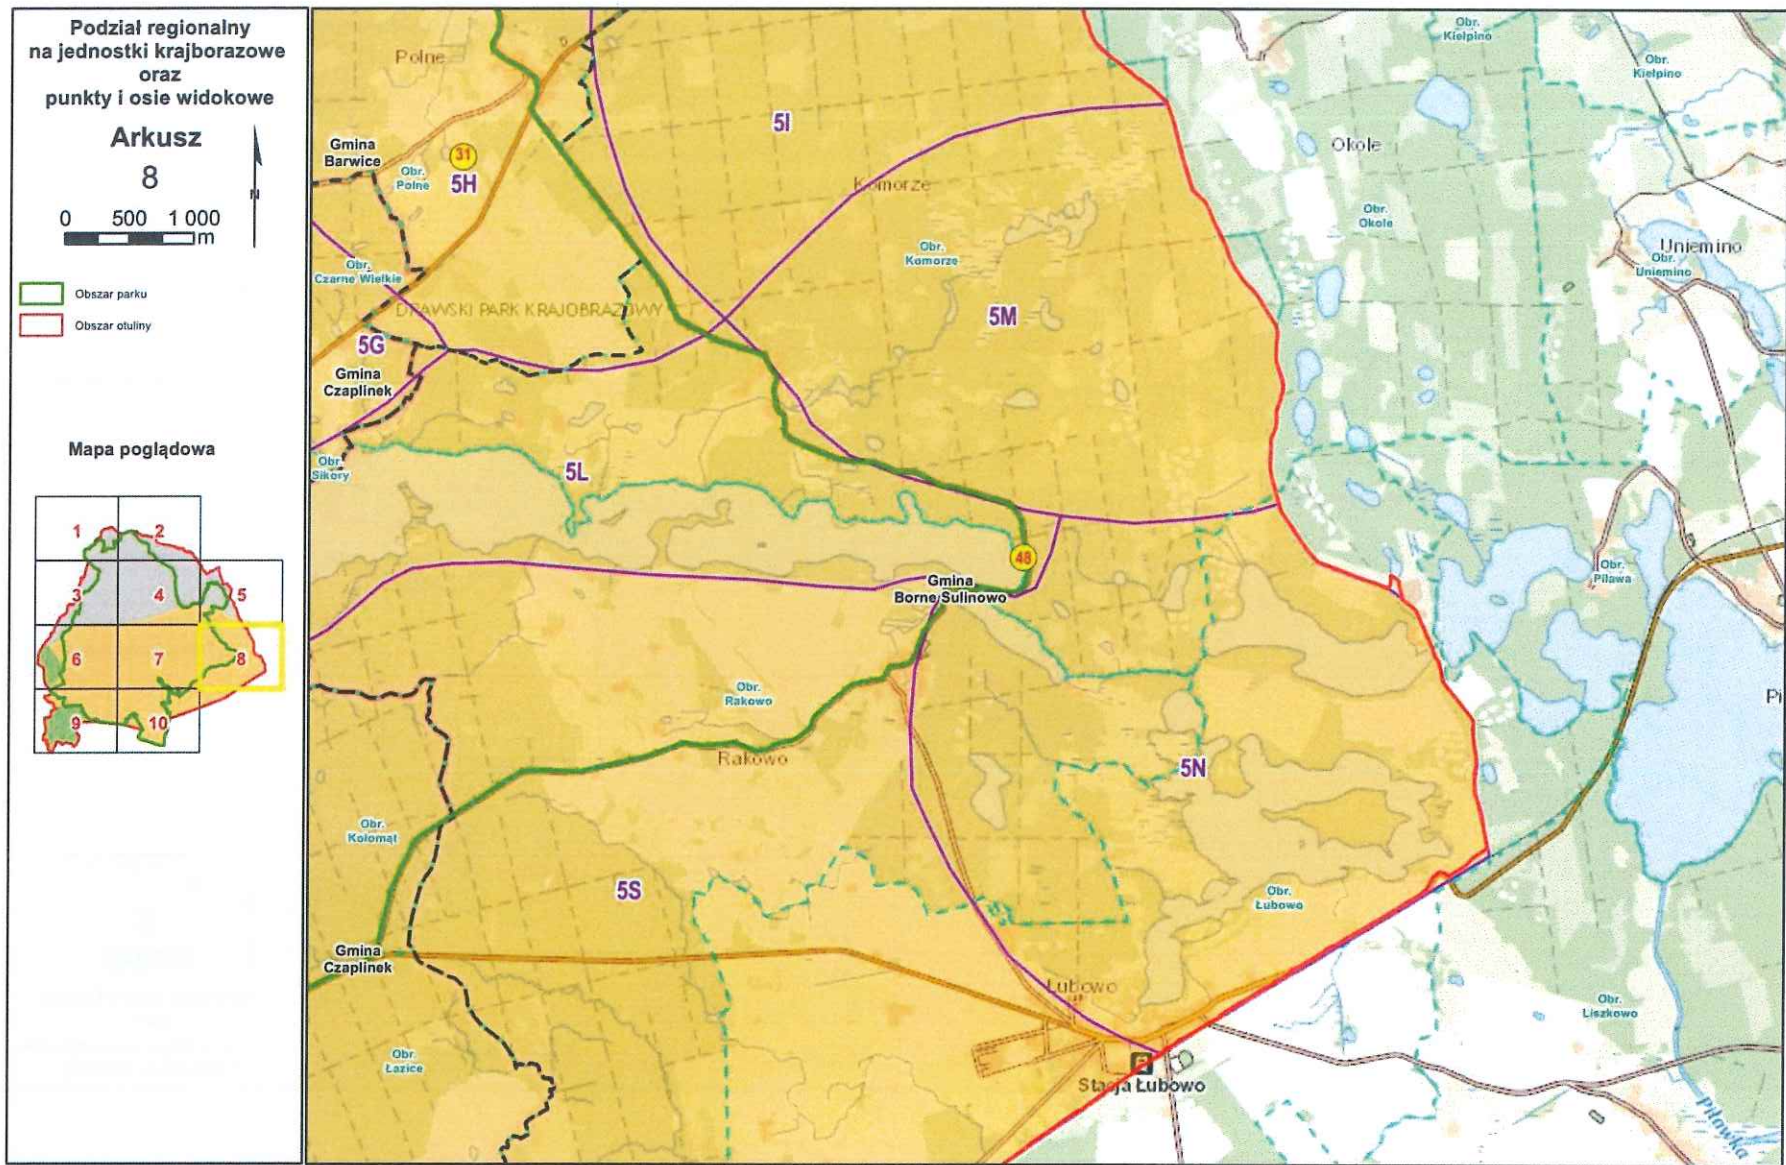 Podział regionalny
na jednostki krajborazowe
oraz
punkty i osie widokowe
Arkusz
8
0 500 1 000
m
N
Obszar parku
Obszar otuliny
Mapa poglądowa
1
2
3
4
5
6
7
8
9
10
Polne
Gmina
Barwice
31
5H
Obr.
Polne
5I
Komorze
Obr.
Komorze
Obr.
Czarne Wielkie
DRAWSKI PARK KRAJOBRAZOWY
5G
Gmina
Czaplinek
5M
Obr.
Sikory
5L
48
Gmina
Borne Sulinowo
Obr.
Rakowo
Rakowo
5N
Obr.
Kołomąt
5S
Obr.
Łubowo
Gmina
Czaplinek
Łubowo
Obr.
Łazice
Stacja Łubowo
Obr.
Kiełpino
Obr.
Kiełpino
Okole
Obr.
Okole
Uniemino
Obr.
Uniemino
Obr.
Piława
Pi
Obr.
Liszkowo
Piławka